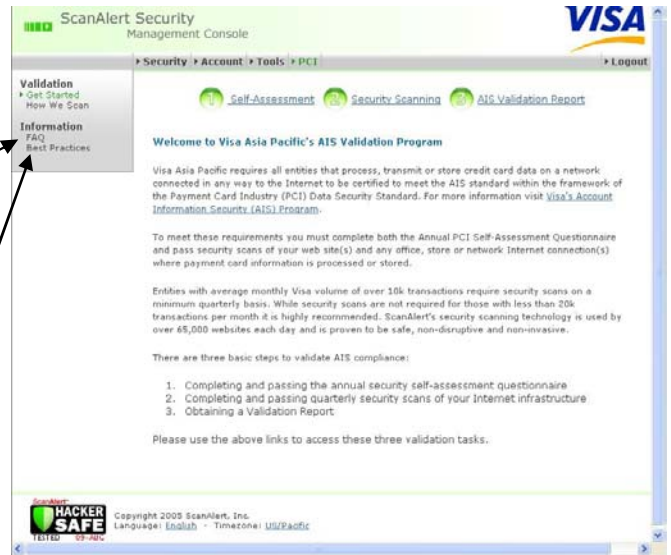 ScanAlert Security
Management Console
VISA
Security Account Tools PCI
Logout
Validation
Get Started
How We Scan
Information
FAQ
Best Practices
1 Self-Assessment 2 Security Scanning 3 AIS Validation Report
Welcome to Visa Asia Pacific's AIS Validation Program
Visa Asia Pacific requires all entities that process, transmit or store credit card data on a network
connected in any way to the Internet to be certified to meet the AIS standard within the framework of
the Payment Card Industry (PCI) Data Security Standard. For more information visit Visa's Account
Information Security (AIS) Program.
To meet these requirements you must complete both the Annual PCI Self-Assessment Questionnaire
and pass security scans of your web site(s) and any office, store or network Internet connection(s)
where payment card information is processed or stored.
Entities with average monthly Visa volume of over 10k transactions require security scans on a
minimum quarterly basis. While security scans are not required for those with less than 20k
transactions per month it is highly recommended. ScanAlert's security scanning technology is used by
over 65,000 websites each day and is proven to be safe, non-disruptive and non-invasive.
There are three basic steps to validate AIS compliance:
1. Completing and passing the annual security self-assessment questionnaire
2. Completing and passing quarterly security scans of your Internet infrastructure
3. Obtaining a Validation Report
Please use the above links to access these three validation tasks.
ScanAlert
HACKER
SAFE
TESTED 09-AUG
Copyright 2005 ScanAlert, Inc.
Language: English - Timezone: US/Pacific